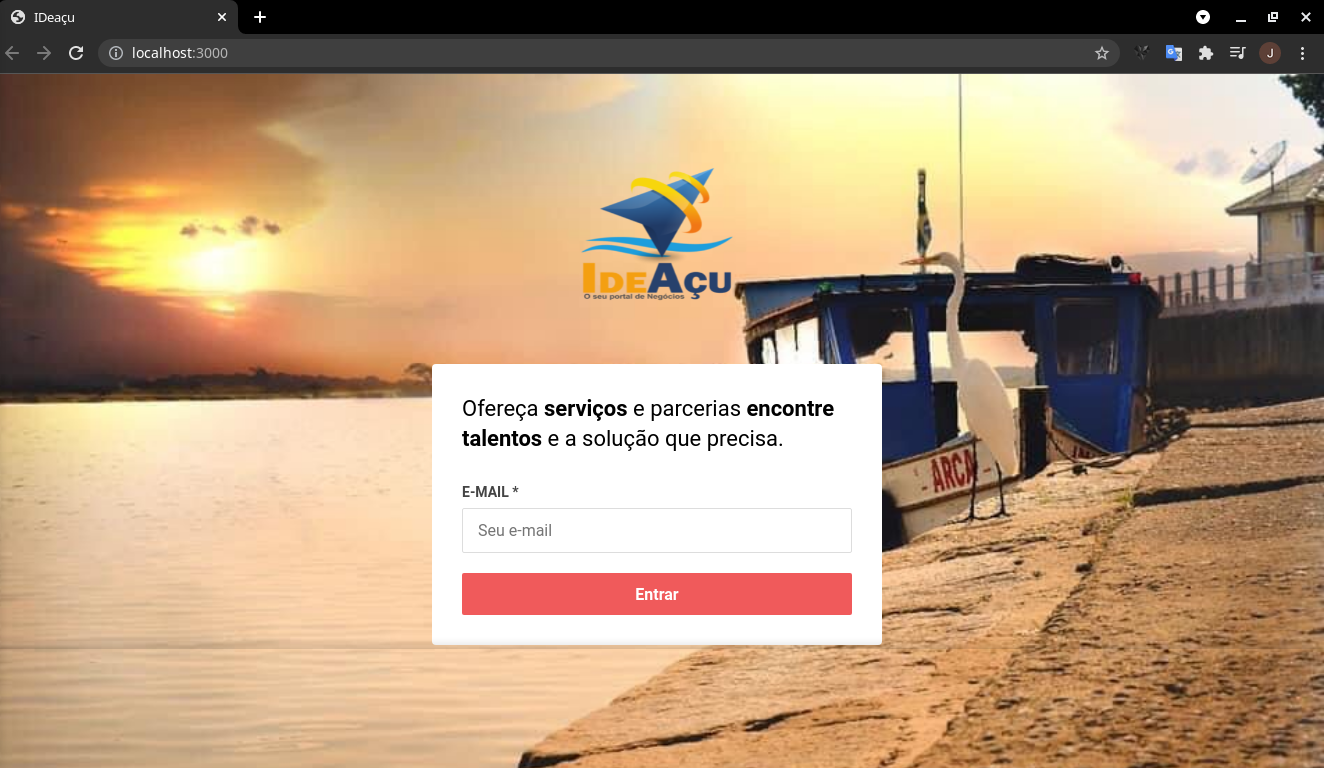 IDeaçu
localhost:3000
J
IDEAÇU
O seu portal de Negócios
Ofereça serviços e parcerias encontre
talentos e a solução que precisa.
- ARCA -
E-MAIL *
Seu e-mail
Entrar